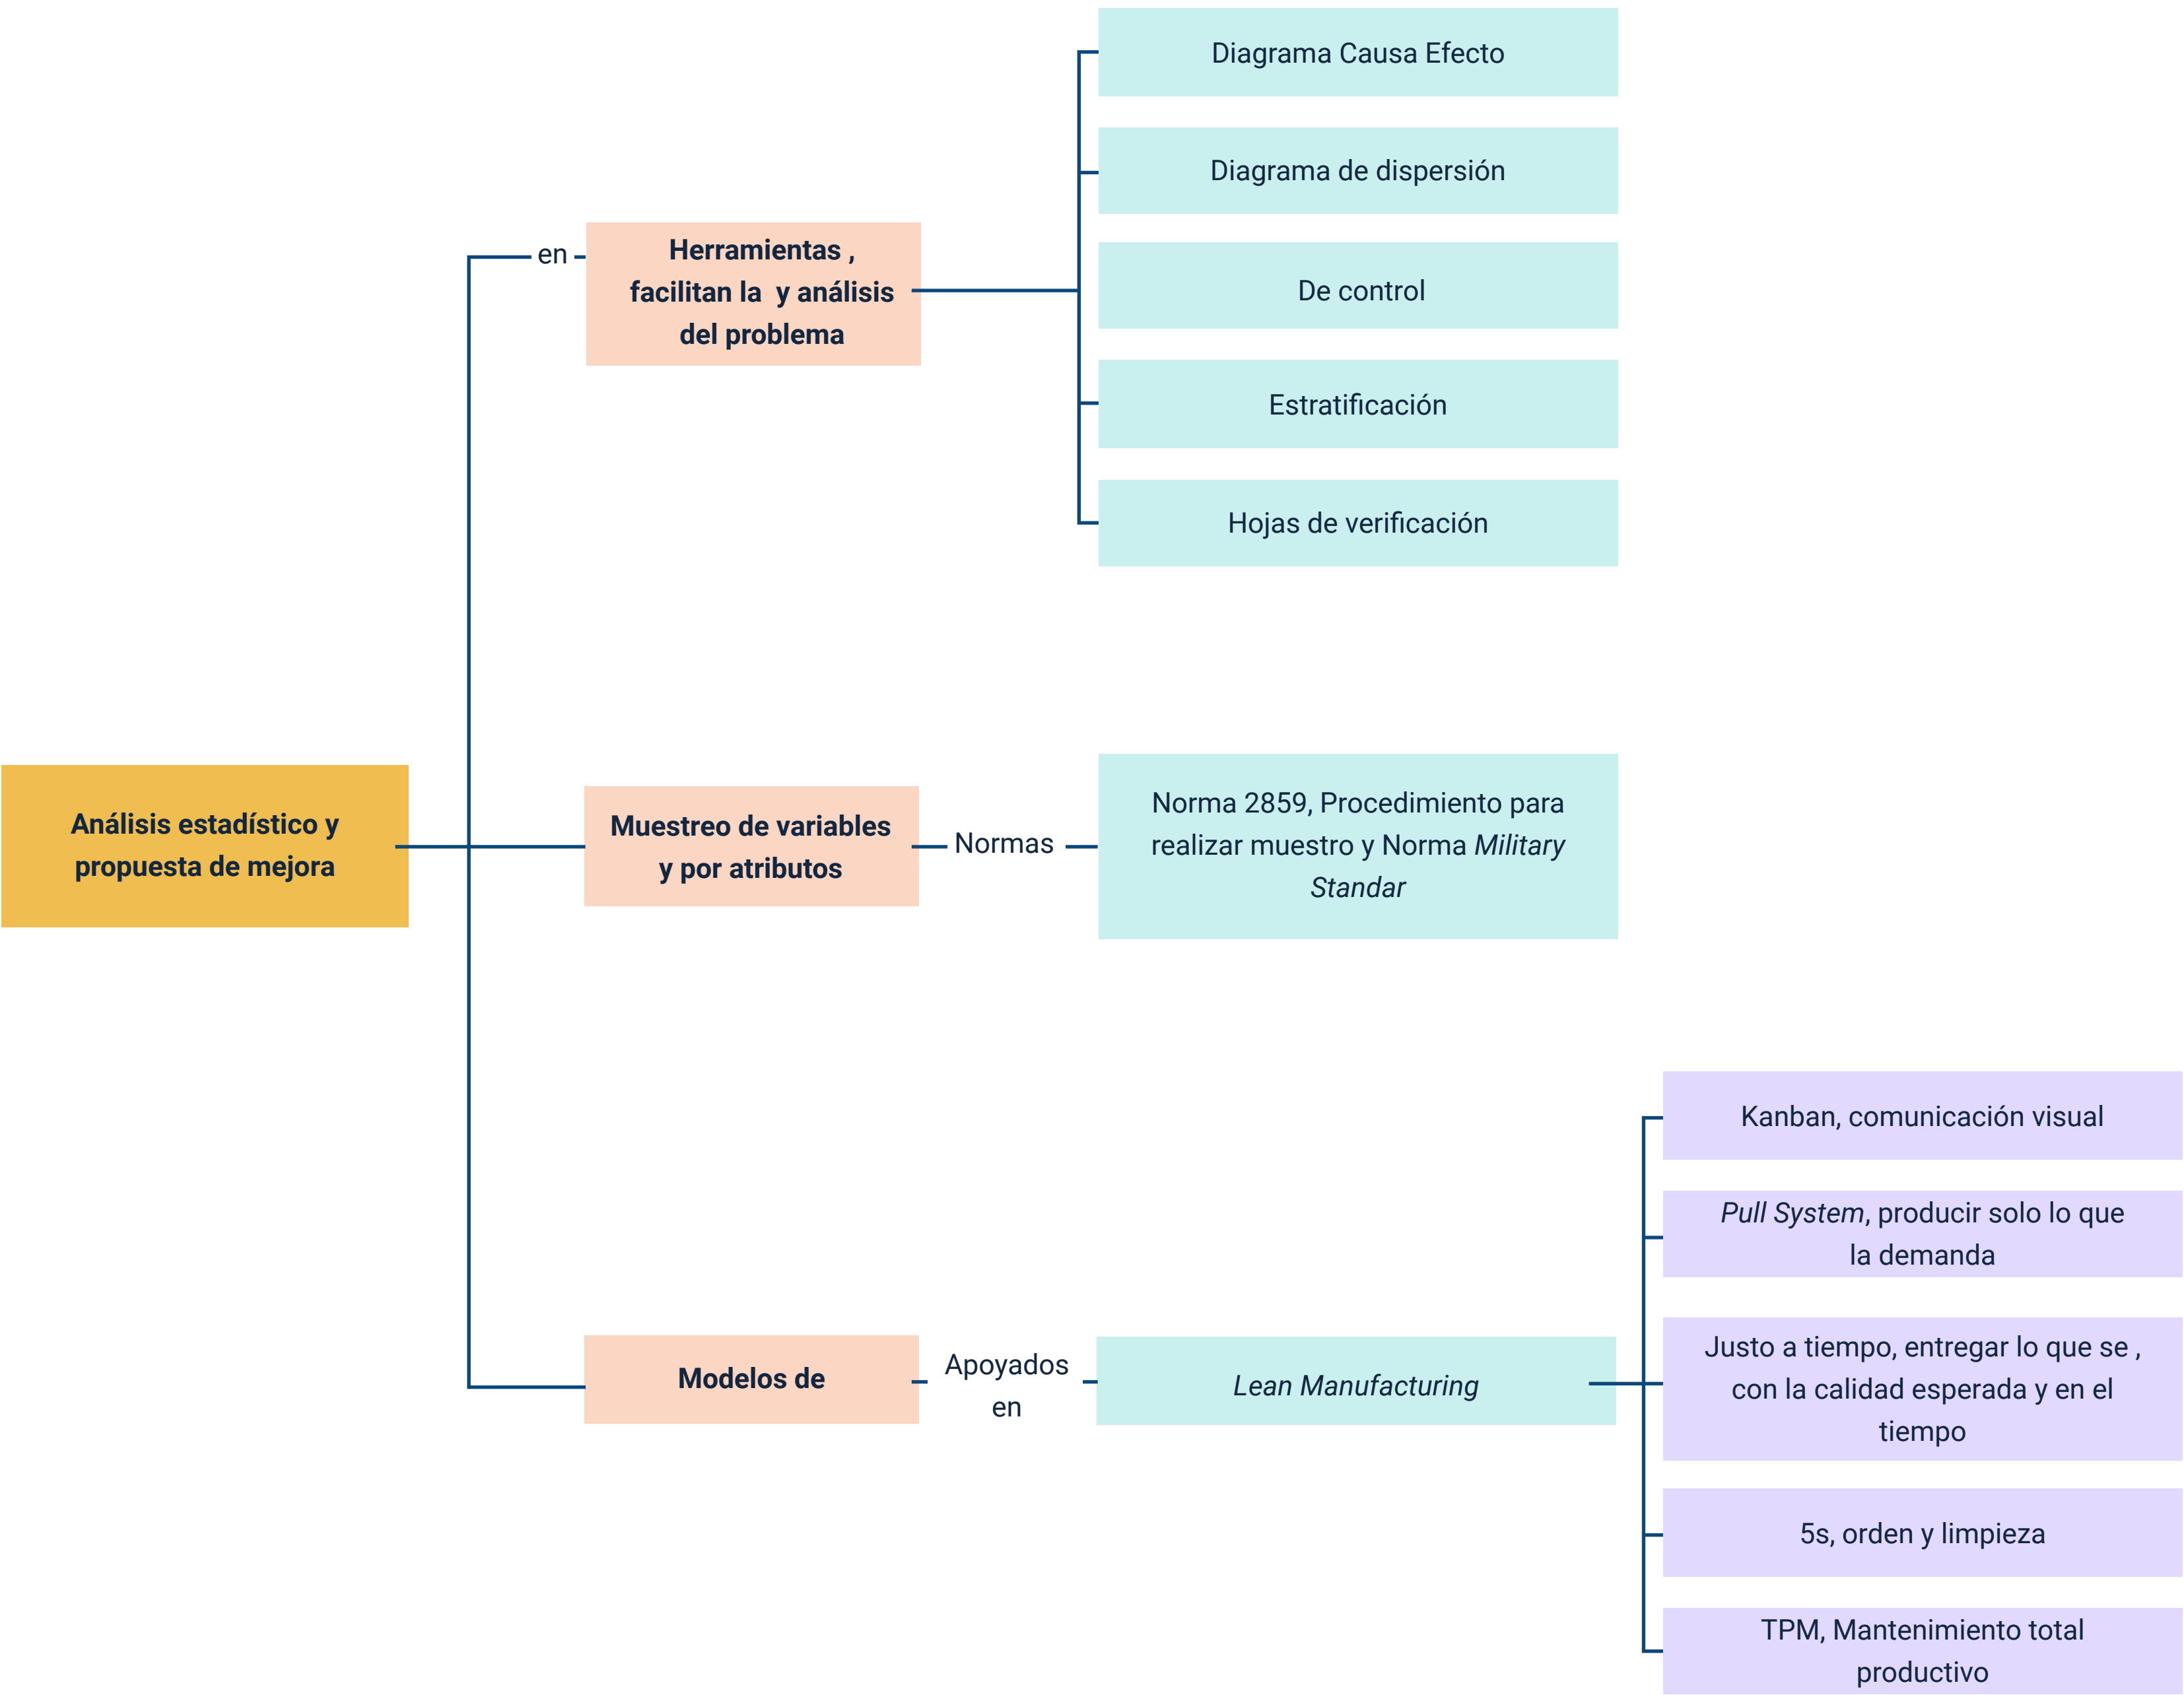 Diagrama Causa Efecto
Diagrama de dispersión
De control
Estratificación
Hojas de verificación
en
Herramientas ,
facilitan la y análisis
del problema
Análisis estadístico y
propuesta de mejora
Muestreo de variables
y por atributos
Normas
Norma 2859, Procedimiento para
realizar muestro y Norma Military
Standar
Modelos de
Apoyados
en
Lean Manufacturing
Kanban, comunicación visual
Pull System, producir solo lo que
la demanda
Justo a tiempo, entregar lo que se ,
con la calidad esperada y en el
tiempo
5s, orden y limpieza
TPM, Mantenimiento total
productivo